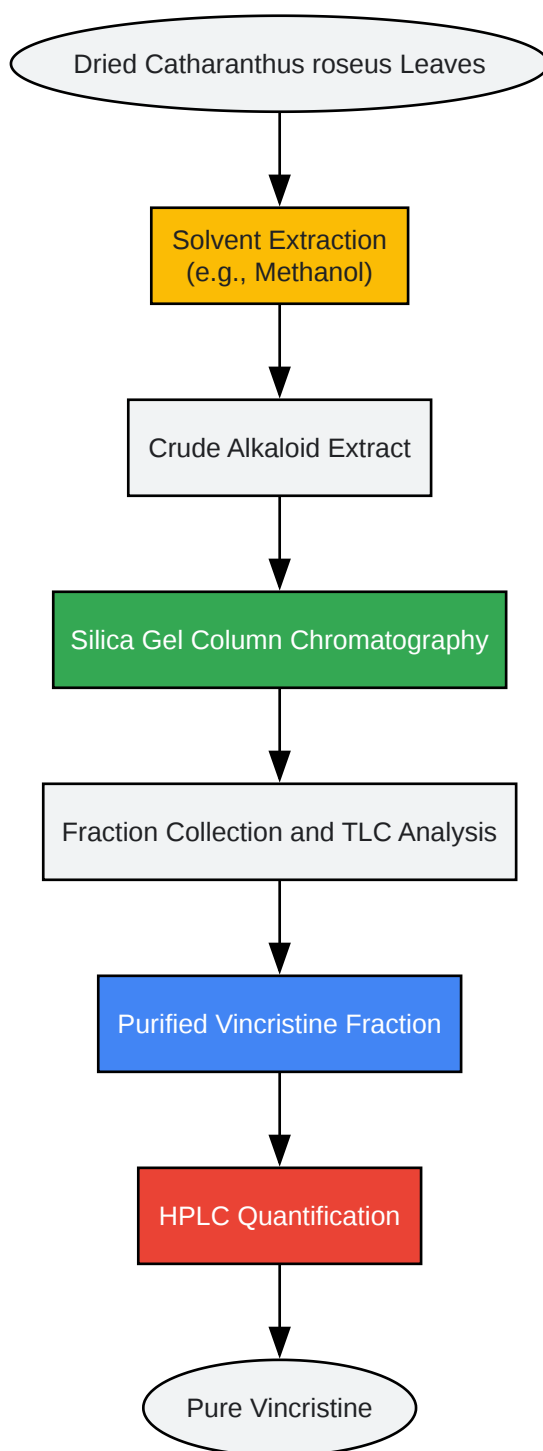 Dried Catharanthus roseus Leaves
Solvent Extraction
(e.g., Methanol)
Crude Alkaloid Extract
Silica Gel Column Chromatography
Fraction Collection and TLC Analysis
Purified Vincristine Fraction
HPLC Quantification
Pure Vincristine